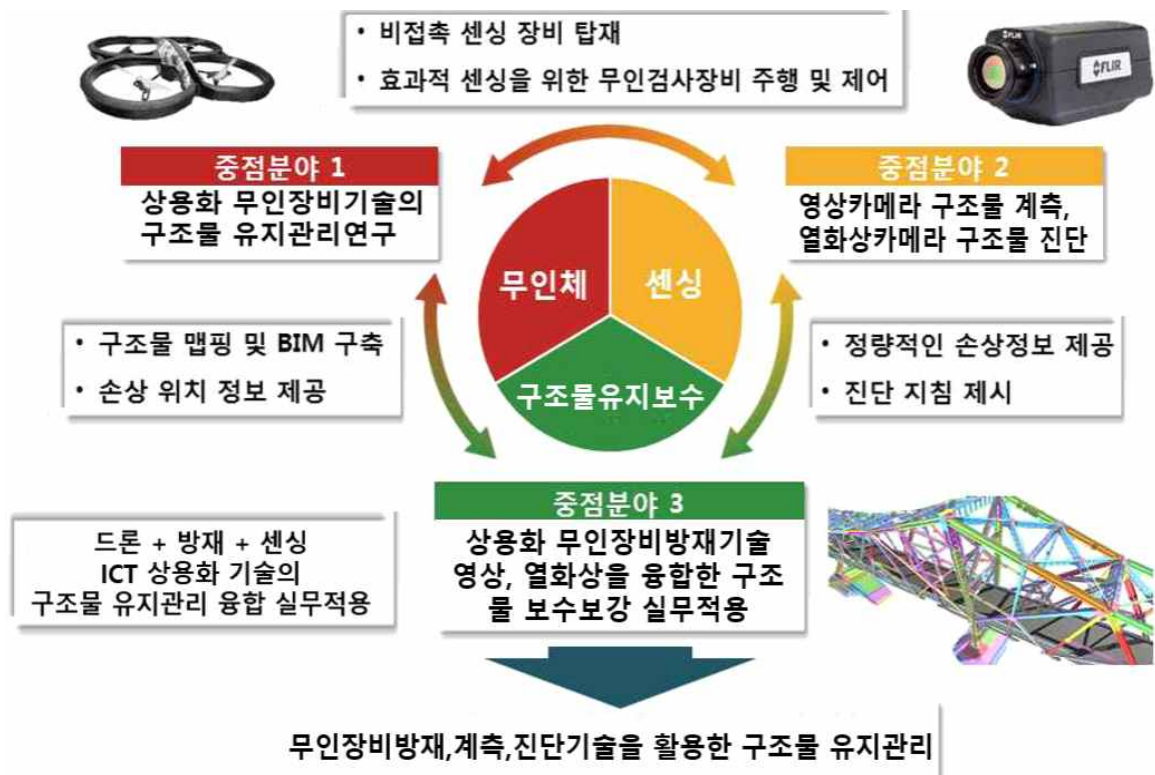 • 비접촉 센싱 장비 탑재
• 효과적 센싱을 위한 무인검사장비 주행 및 제어
FLIR
FLIR
중점분야 1
상용화 무인장비기술의
구조물 유지관리연구
중점분야 2
영상카메라 구조물 계측,
열화상카메라 구조물 진단
무인체
센싱
구조물유지보수
• 구조물 맵핑 및 BIM 구축
• 손상 위치 정보 제공
• 정량적인 손상정보 제공
• 진단 지침 제시
중점분야 3
상용화 무인장비방재기술
영상, 열화상을 융합한 구조
물 보수보강 실무적용
드론 + 방재 + 센싱
ICT 상용화 기술의
구조물 유지관리 융합 실무적용
무인장비방재,계측,진단기술을 활용한 구조물 유지관리